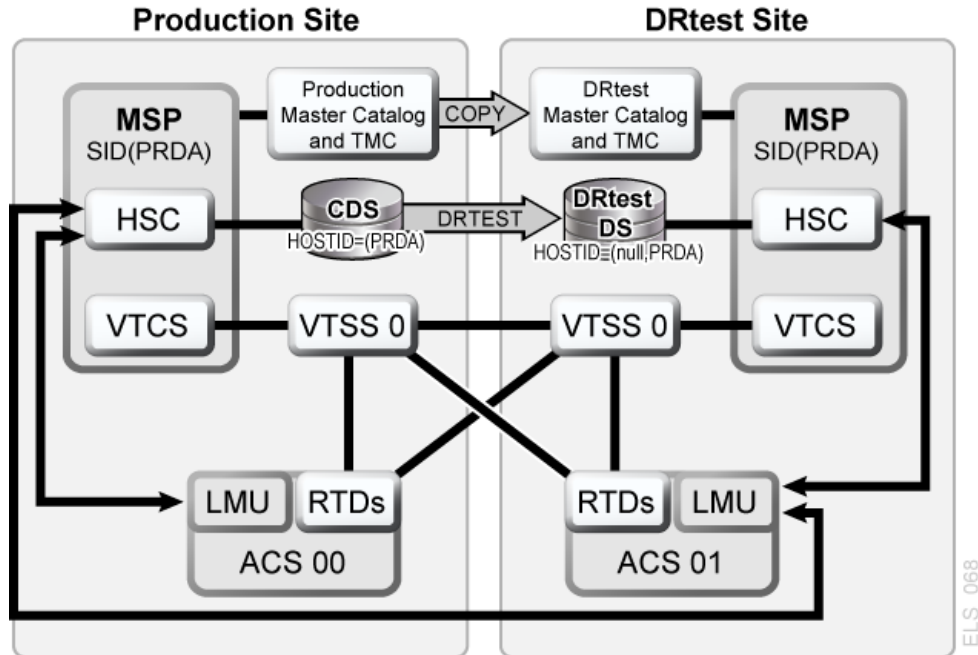 Production Site
DRtest Site
MSP
SID(PRDA)
Production
Master Catalog
and TMC
COPY
DRtest
Master Catalog
and TMC
MSP
SID(PRDA)
HSC
CDS
HOSTID=(PRDA)
DRTEST
DRtest
DS
HOSTID≡(null,PRDA)
HSC
VTCS
VTSS 0
VTSS 0
VTCS
LMU
RTDs
ACS 00
RTDs
LMU
ACS 01
ELS_068